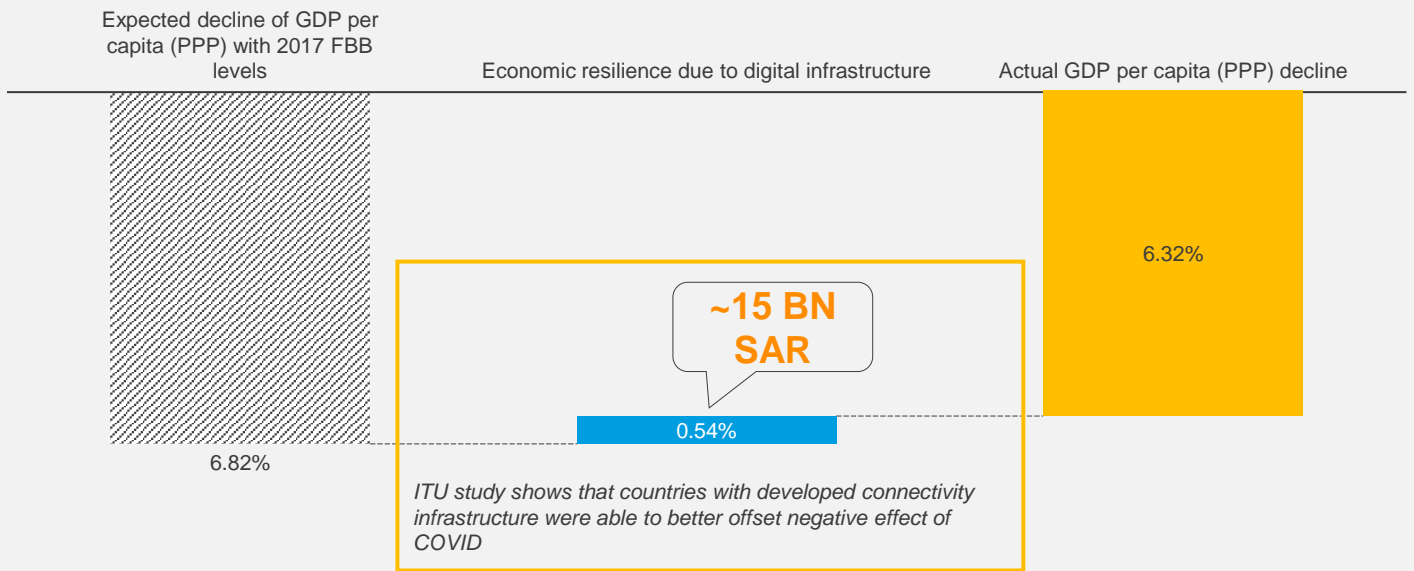 Expected decline of GDP per
capita (PPP) with 2017 FBB
levels
Economic resilience due to digital infrastructure
Actual GDP per capita (PPP) decline
6.32%
~15 BN
SAR
0.54%
6.82%
ITU study shows that countries with developed connectivity
infrastructure were able to better offset negative effect of
COVID